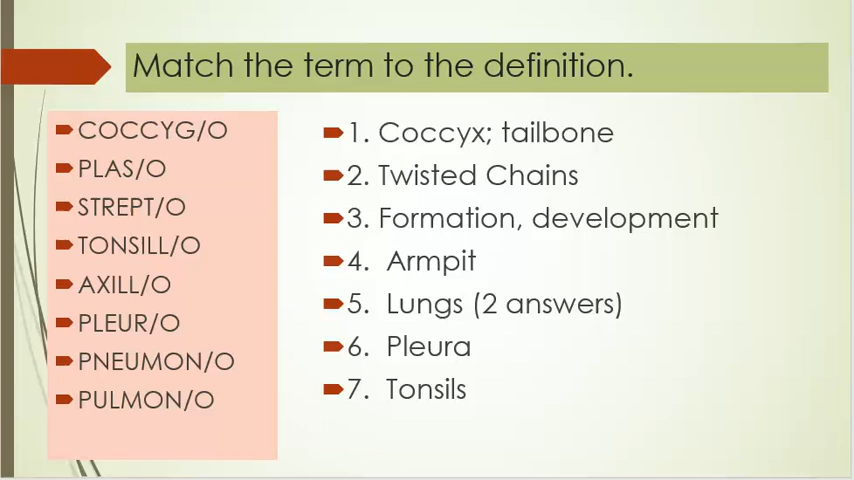 Match the term to the definition.
COCCYG/O
PLAS/O
STREPT/O
TONSILL/O
AXILL/O
PLEUR/O
PNEUMON/O
PULMON/O
1. Coccyx; tailbone
2. Twisted Chains
3. Formation, development
4. Armpit
5. Lungs (2 answers)
6. Pleura
7. Tonsils